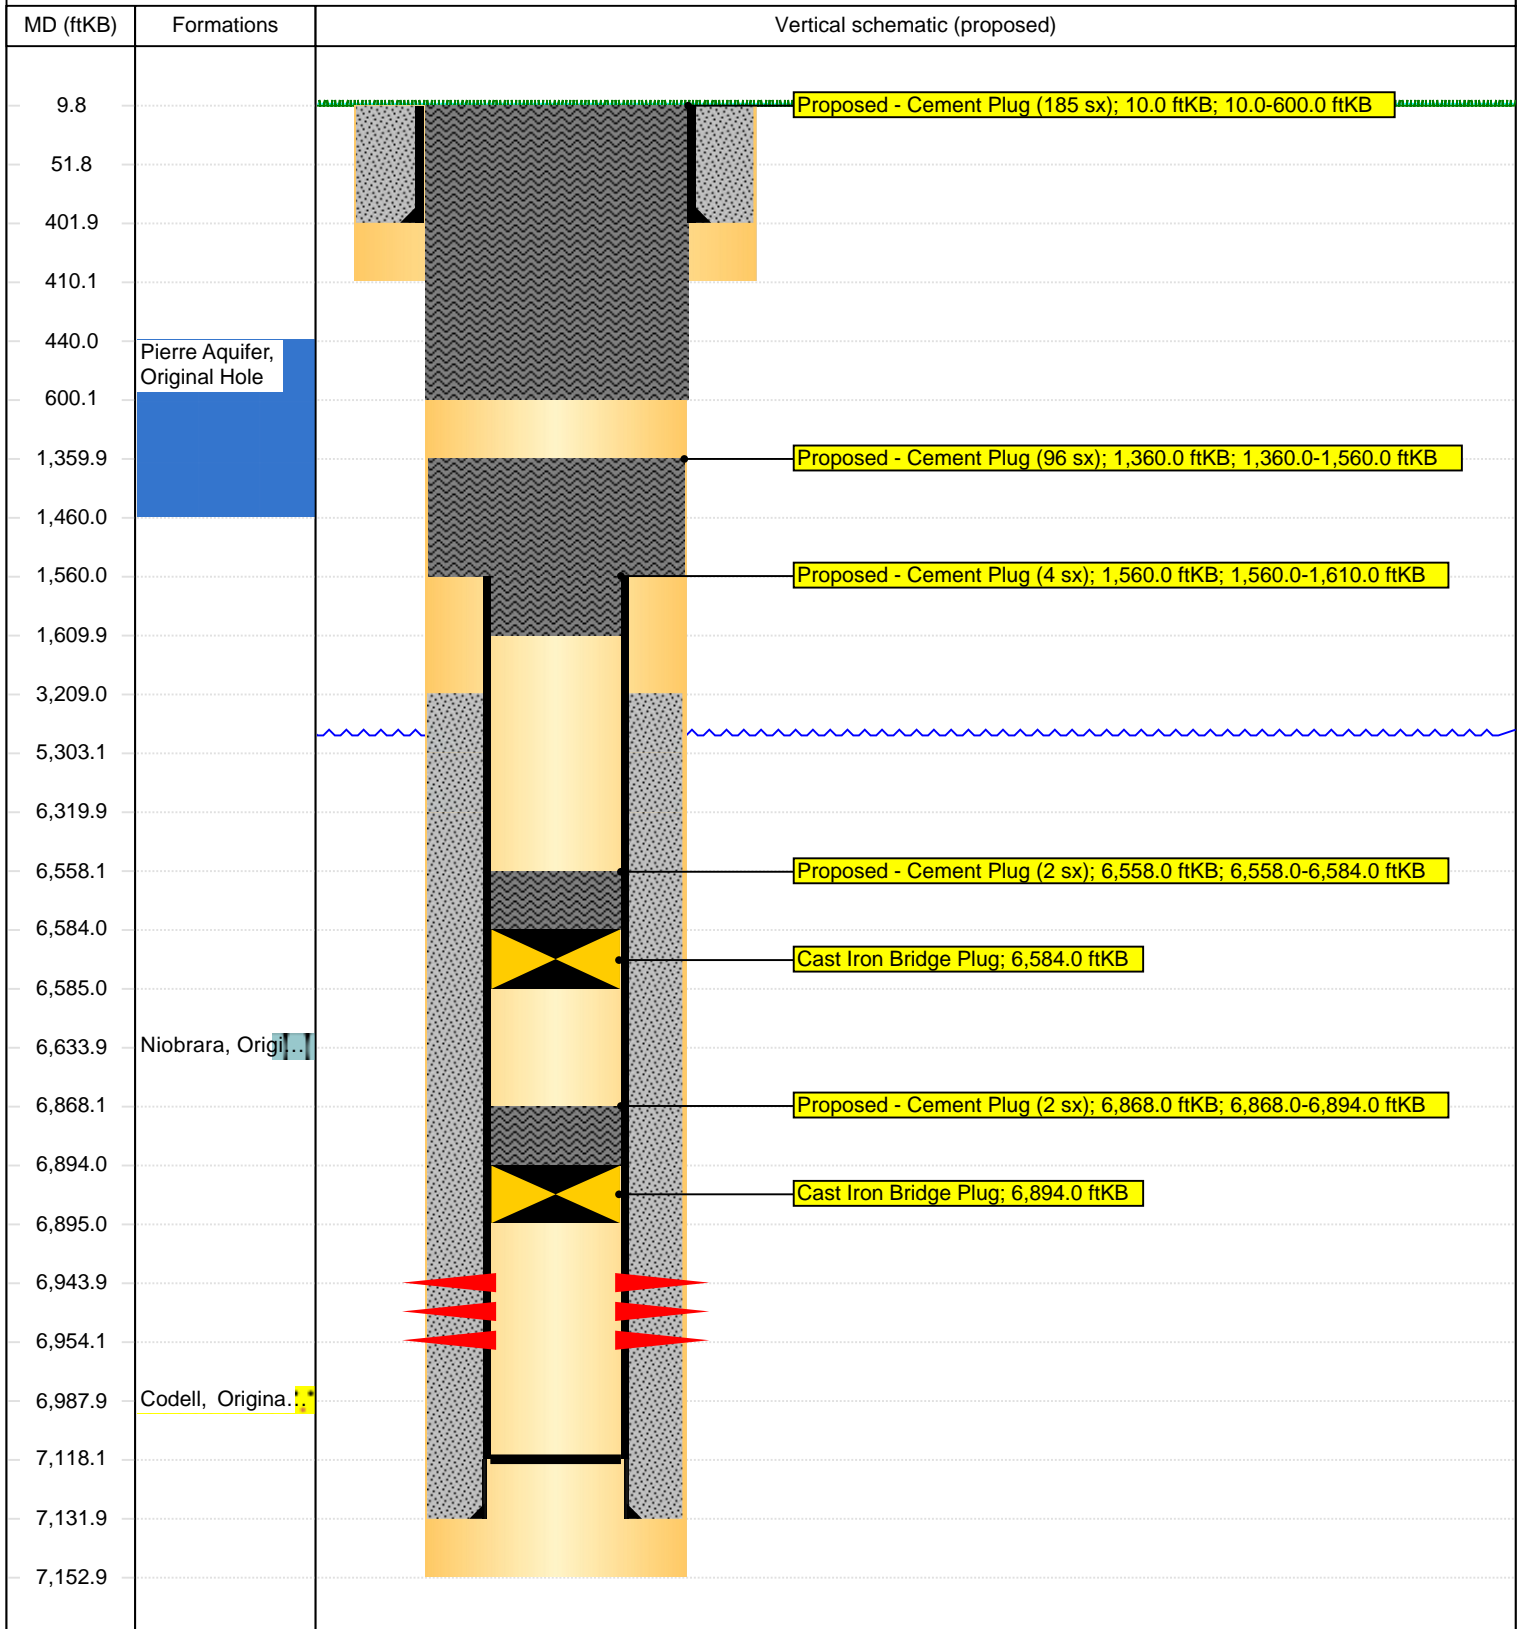 MD (ftKB)
Formations
Vertical schematic (proposed)
9.8
Proposed - Cement Plug (185 sx); 10.0 ftKB; 10.0-600.0 ftKB
51.8
401.9
410.1
440.0
Pierre Aquifer,
Original Hole
600.1
1,359.9
Proposed - Cement Plug (96 sx); 1,360.0 ftKB; 1,360.0-1,560.0 ftKB
1,460.0
1,560.0
Proposed - Cement Plug (4 sx); 1,560.0 ftKB; 1,560.0-1,610.0 ftKB
1,609.9
3,209.0
5,303.1
6,319.9
6,558.1
Proposed - Cement Plug (2 sx); 6,558.0 ftKB; 6,558.0-6,584.0 ftKB
6,584.0
Cast Iron Bridge Plug; 6,584.0 ftKB
6,585.0
6,633.9
Niobrara, Origi...
6,868.1
Proposed - Cement Plug (2 sx); 6,868.0 ftKB; 6,868.0-6,894.0 ftKB
6,894.0
Cast Iron Bridge Plug; 6,894.0 ftKB
6,895.0
6,943.9
6,954.1
6,987.9
Codell, Origina...
7,118.1
7,131.9
7,152.9